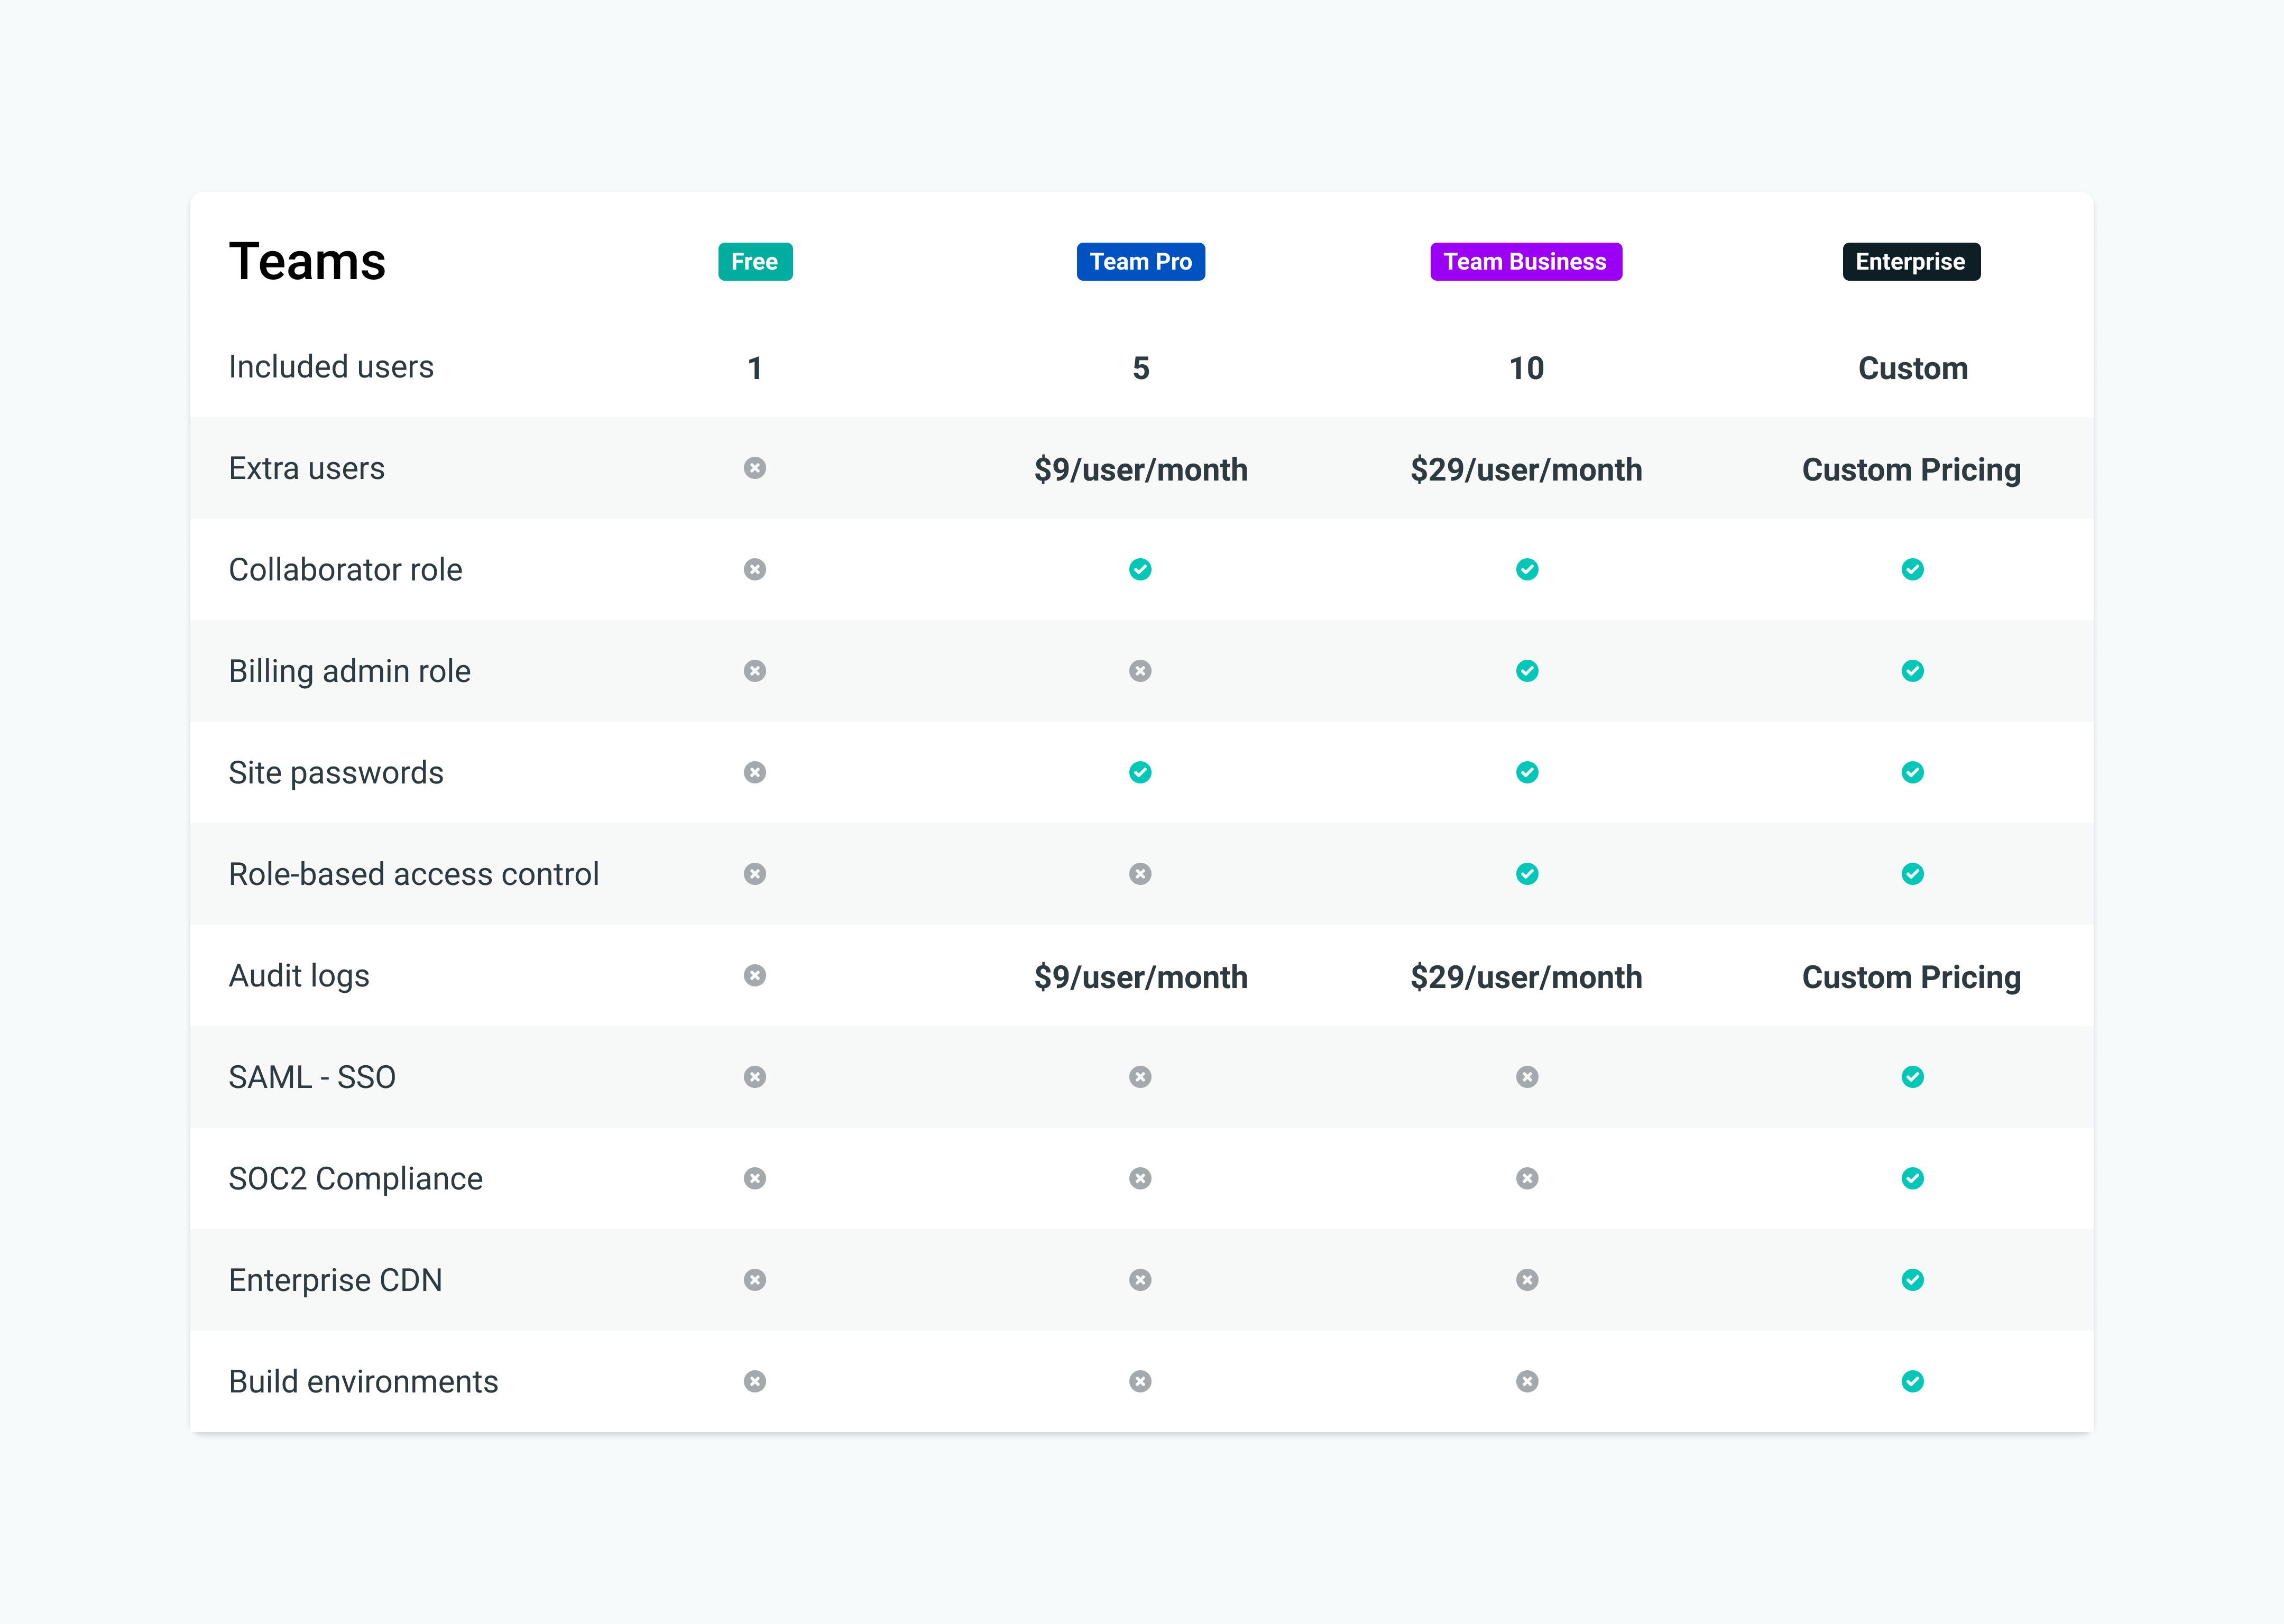 Teams Free Team Pro Team Business Enterprise
Included users 1 5 10 Custom
Extra users $9/user/month $29/user/month Custom Pricing
Collaborator role
Billing admin role
Site passwords
Role-based access control
Audit logs $9/user/month $29/user/month Custom Pricing
SAML - SSO
SOC2 Compliance
Enterprise CDN
Build environments